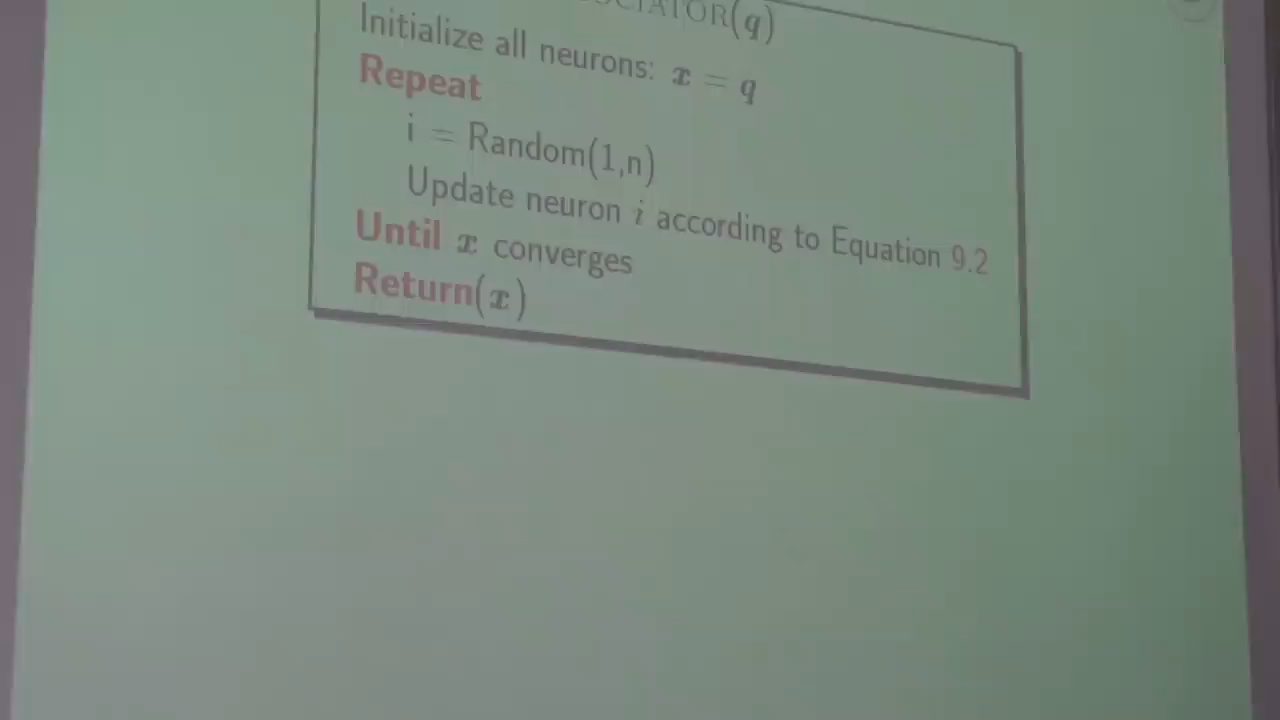 (q)
Initialize all neurons: x = q
Repeat
i = Random(1,n)
Update neuron i according to Equation 9.2
Until x converges
Return(x)